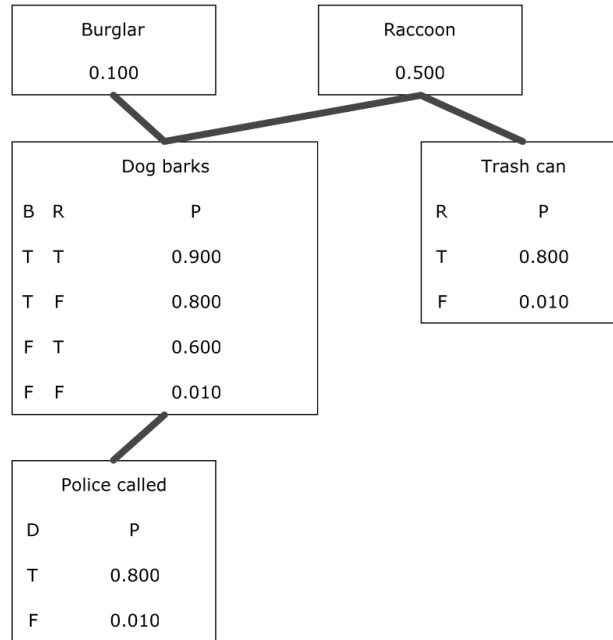 Burglar
0.100
Raccoon
0.500
Dog barks
B R P
T T 0.900
T F 0.800
F T 0.600
F F 0.010
Trash can
R P
T 0.800
F 0.010
Police called
D P
T 0.800
F 0.010